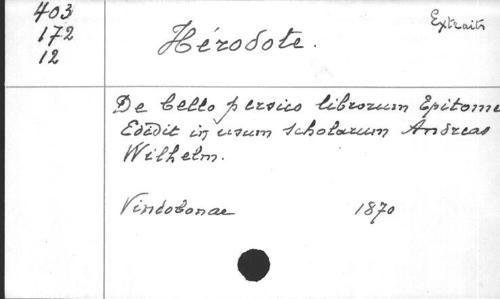 403
172
12
Extraits
Hérodote.
De bello persico librorum Epitome
Edidit in usum scholarum Andreas
Wilhelm.
Vindobonae 1870